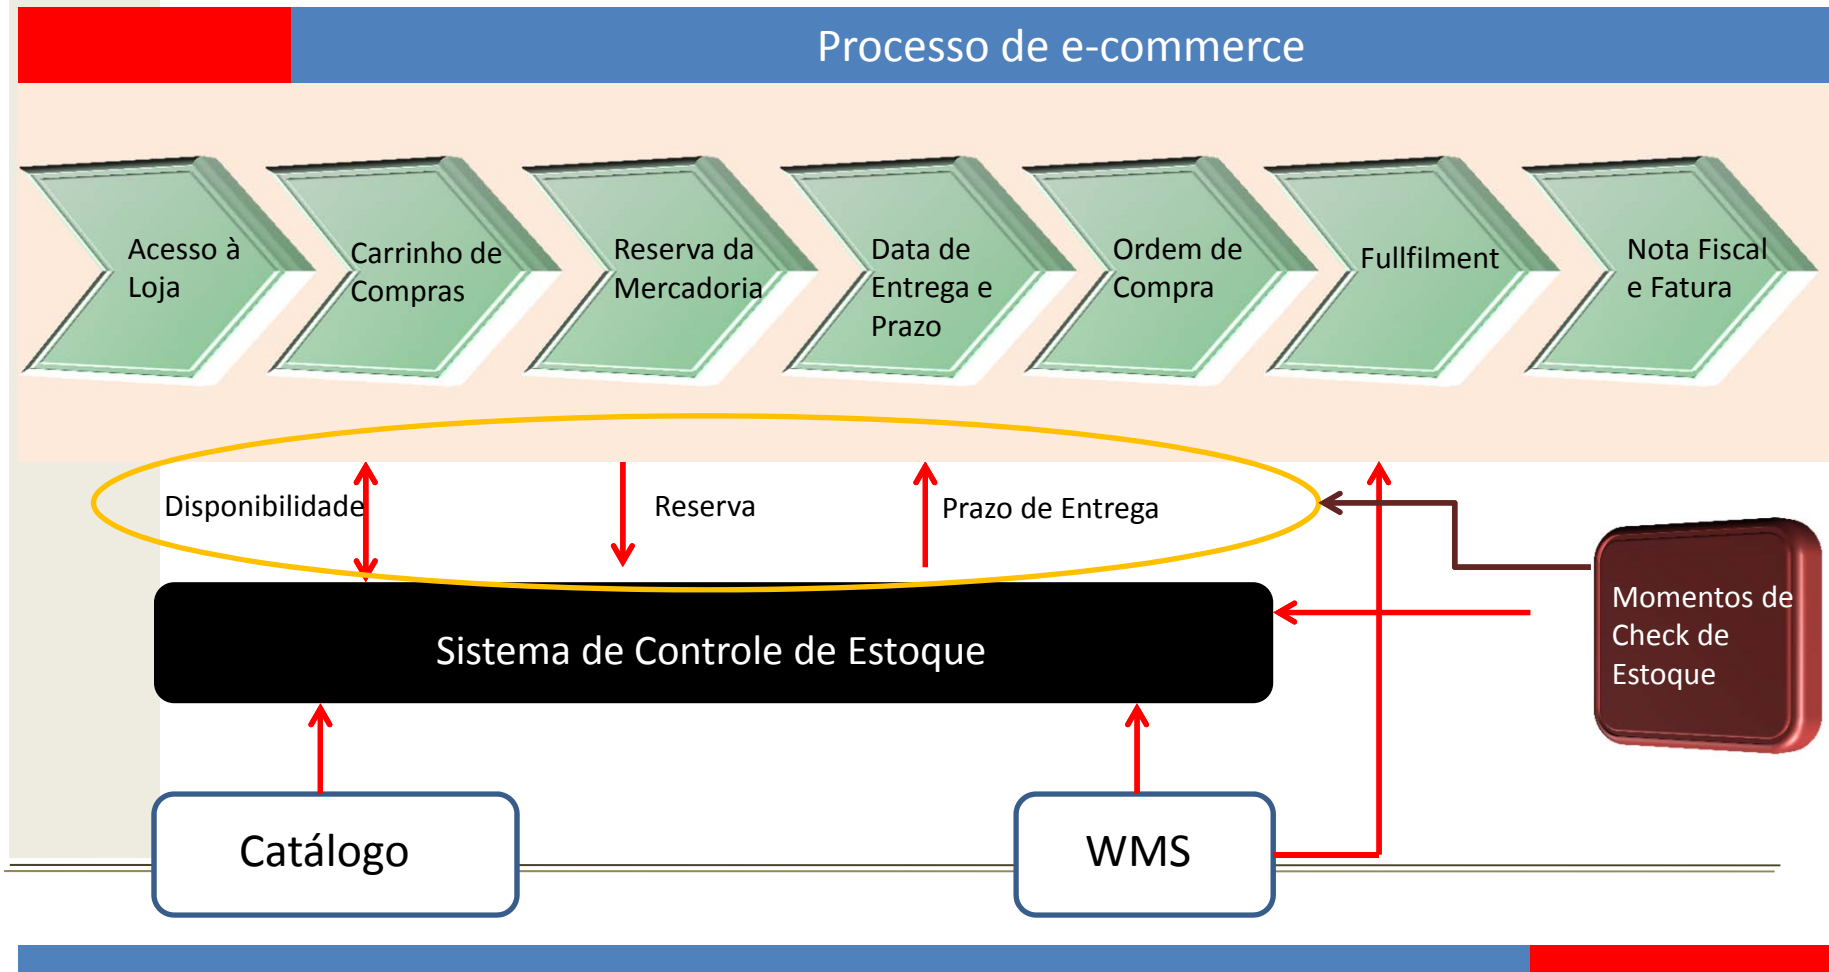 Processo de e-commerce
Acesso à
Loja
Carrinho de
Compras
Reserva da
Mercadoria
Data de
Entrega e
Prazo
Ordem de
Compra
Fullfilment
Nota Fiscal
e Fatura
Disponibilidade
Reserva
Prazo de Entrega
Momentos de
Check de
Estoque
Sistema de Controle de Estoque
Catálogo
WMS